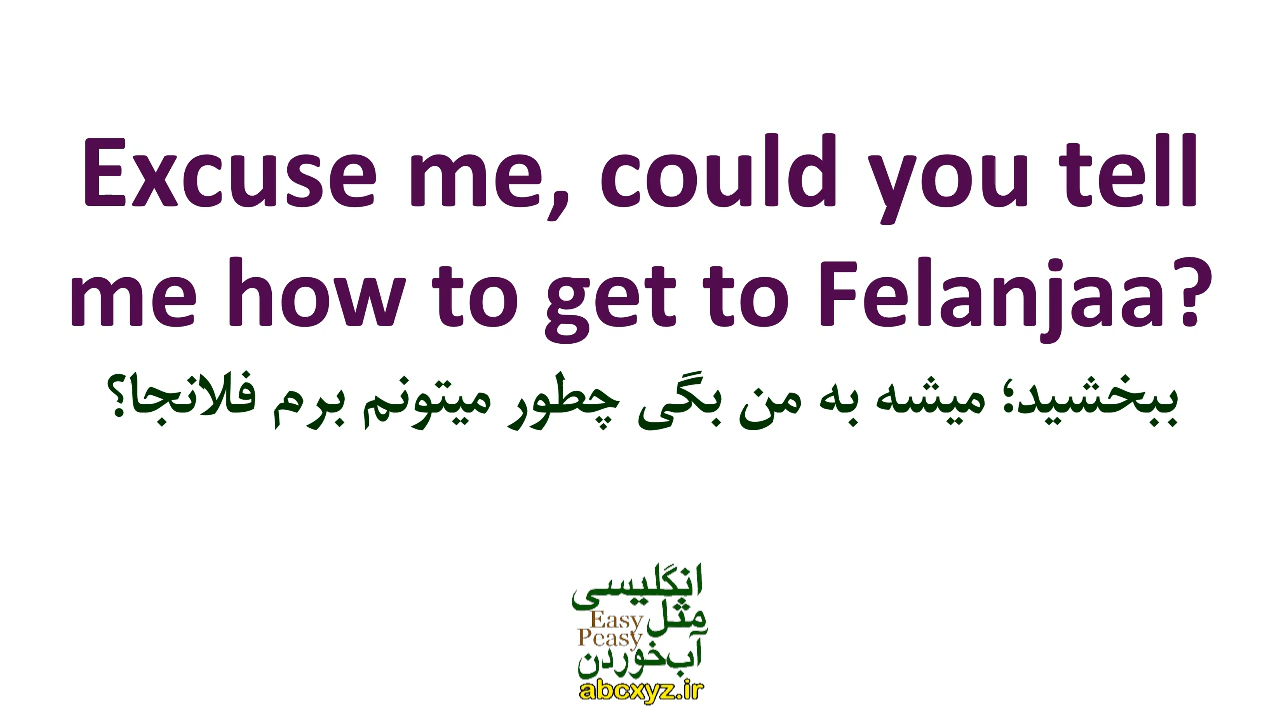 Excuse me, could you tell
me how to get to Felanjaa?
ببخشید؛ میشه به من بگی چطور میتونم برم فلانجا؟
انگلیسی
مثل
Easy
Peasy
آب‌خوردن
abcxyz.ir